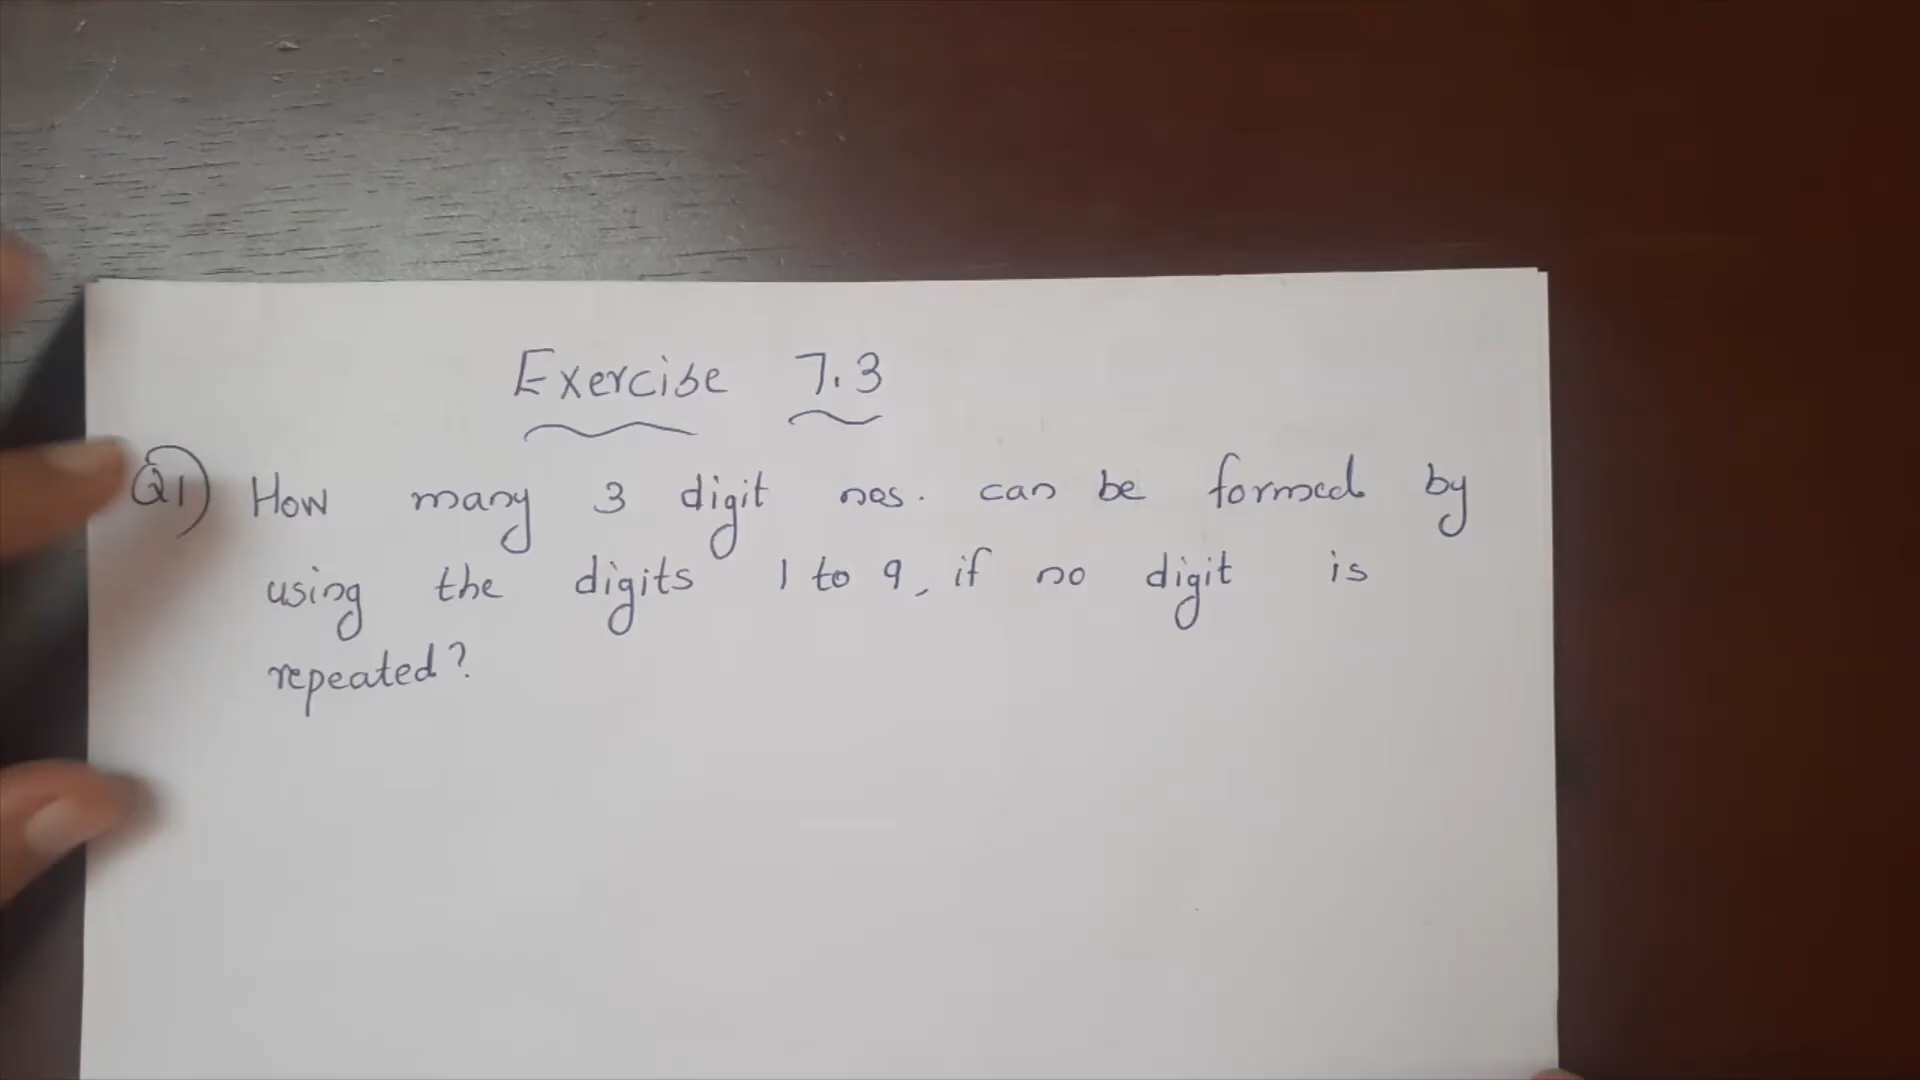 Exercise 7.3
Q1) How many 3 digit nos. can be formed by
using the digits 1 to 9, if no digit is
repeated?